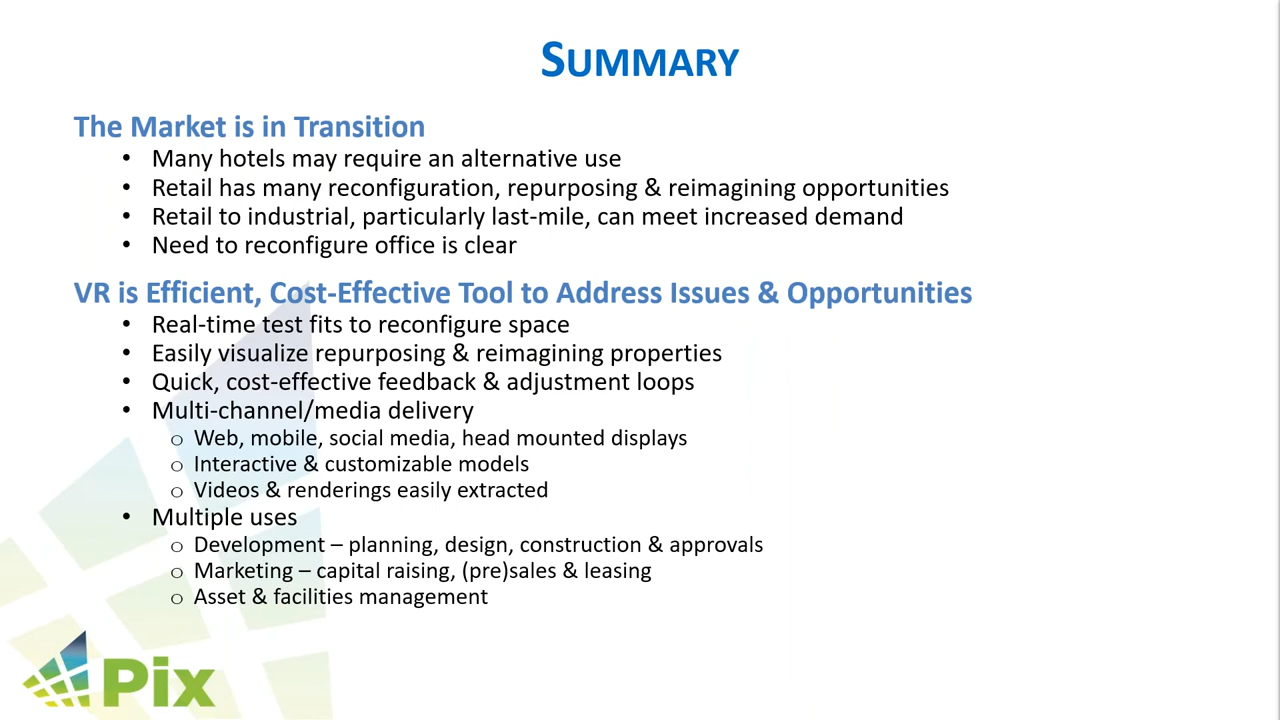 SUMMARY
The Market is in Transition
• Many hotels may require an alternative use
• Retail has many reconfiguration, repurposing & reimagining opportunities
• Retail to industrial, particularly last-mile, can meet increased demand
• Need to reconfigure office is clear
VR is Efficient, Cost-Effective Tool to Address Issues & Opportunities
• Real-time test fits to reconfigure space
• Easily visualize repurposing & reimagining properties
• Quick, cost-effective feedback & adjustment loops
• Multi-channel/media delivery
o Web, mobile, social media, head mounted displays
o Interactive & customizable models
o Videos & renderings easily extracted
• Multiple uses
o Development – planning, design, construction & approvals
o Marketing – capital raising, (pre)sales & leasing
o Asset & facilities management
Pix